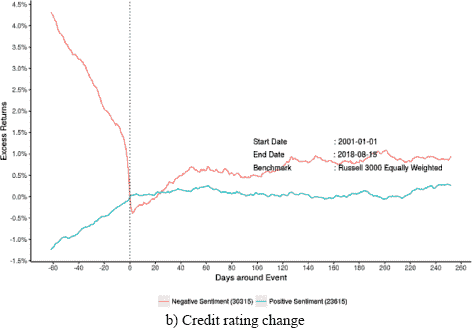 4.5%
4.0%
3.5%
3.0%
2.5%
2.0%
1.5%
1.0%
0.5%
0.0%
-0.5%
-1.0%
-1.5%
Excess Returns
Start Date : 2001-01-01
End Date : 2018-08-15
Benchmark : Russell 3000 Equally Weighted
-60 -40 -20 0 20 40 60 80 100 120 140 160 180 200 220 240 260
Days around Event
Negative Sentiment (30315) Positive Sentiment (23615)
b) Credit rating change